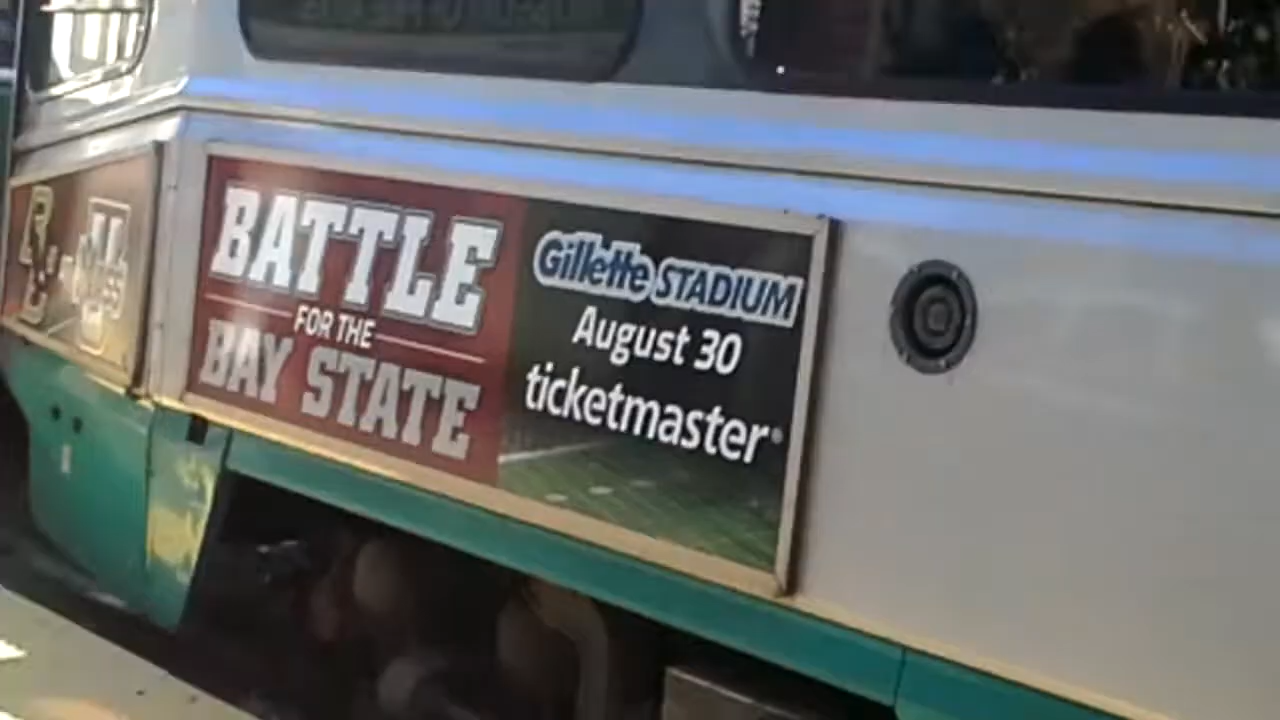 BATTLE
FOR THE
BAY STATE
Gillette STADIUM
August 30
ticketmaster®